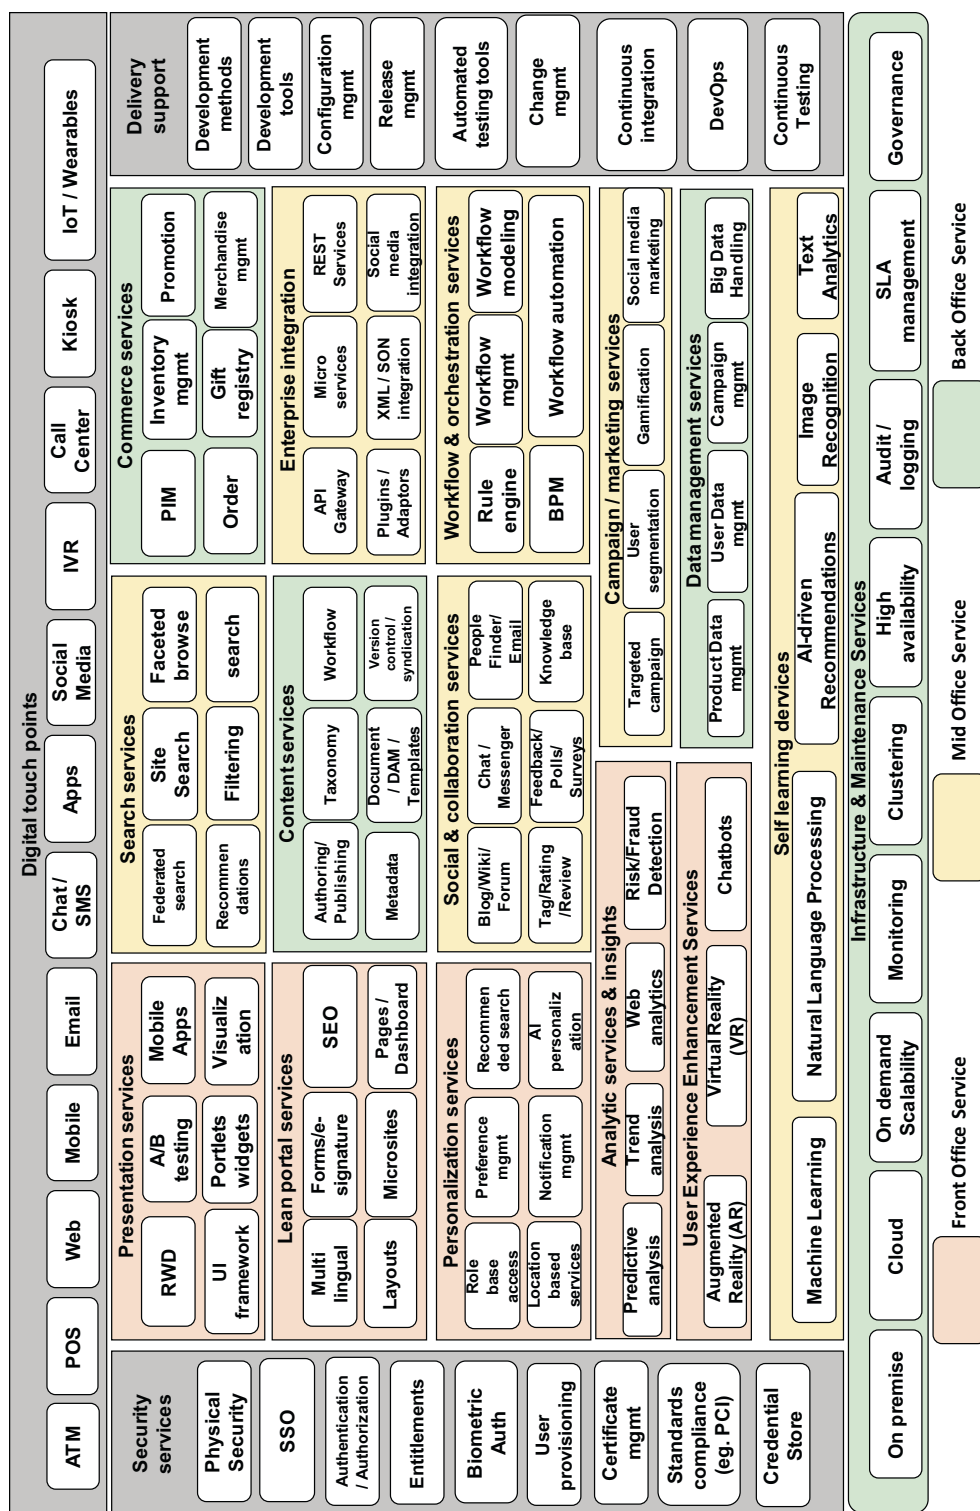 Digital touch points
ATM
POS
Web
Mobile
Email
Chat /
SMS
Apps
Social
Media
IVR
Call
Center
Kiosk
IoT / Wearables
Security
services
Physical
Security
SSO
Authentication
/ Authorization
Entitlements
Biometric
Auth
User
provisioning
Certificate
mgmt
Standards
compliance
(eg. PCI)
Credential
Store
Presentation services
RWD
A/B
testing
Mobile
Apps
UI
framework
Portlets
widgets
Visualiz
ation
Search services
Federated
search
Site
Search
Faceted
browse
Recommen
dations
Filtering
search
Commerce services
PIM
Inventory
mgmt
Promotion
Order
Gift
registry
Merchandise
mgmt
Lean portal services
Multi
lingual
Forms/e-
signature
SEO
Layouts
Microsites
Pages /
Dashboard
Content services
Authoring/
Publishing
Taxonomy
Workflow
Metadata
Document
/ DAM /
Templates
Version
control /
syndication
Enterprise integration
API
Gateway
Micro
services
REST
Services
Plugins /
Adaptors
XML / SON
integration
Social
media
integration
Personalization services
Role
base
access
Preference
mgmt
Recommen
ded search
Location
based
services
Notification
mgmt
AI
personaliz
ation
Social & collaboration services
Blog/Wiki/
Forum
Chat /
Messenger
People
Finder/
Email
Tag/Rating
/Review
Feedback/
Polls/
Surveys
Knowledge
base
Workflow & orchestration services
Rule
engine
Workflow
mgmt
Workflow
modeling
BPM
Workflow automation
Analytic services & insights
Predictive
analysis
Trend
analysis
Web
analytics
Risk/Fraud
Detection
Campaign / marketing services
Targeted
campaign
User
segmentation
Gamification
Social media
marketing
User Experience Enhancement Services
Augmented
Reality (AR)
Virtual Reality
(VR)
Chatbots
Data management services
Product Data
mgmt
User Data
mgmt
Campaign
mgmt
Big Data
Handling
Self learning devices
Machine Learning
Natural Language Processing
AI-driven
Recommendations
Image
Recognition
Text
Analytics
Delivery
support
Development
methods
Development
tools
Configuration
mgmt
Release
mgmt
Automated
testing tools
Change
mgmt
Continuous
integration
DevOps
Continuous
Testing
Infrastructure & Maintenance Services
On premise
Cloud
On demand
Scalability
Monitoring
Clustering
High
availability
Audit /
logging
SLA
management
Governance
Front Office Service
Mid Office Service
Back Office Service